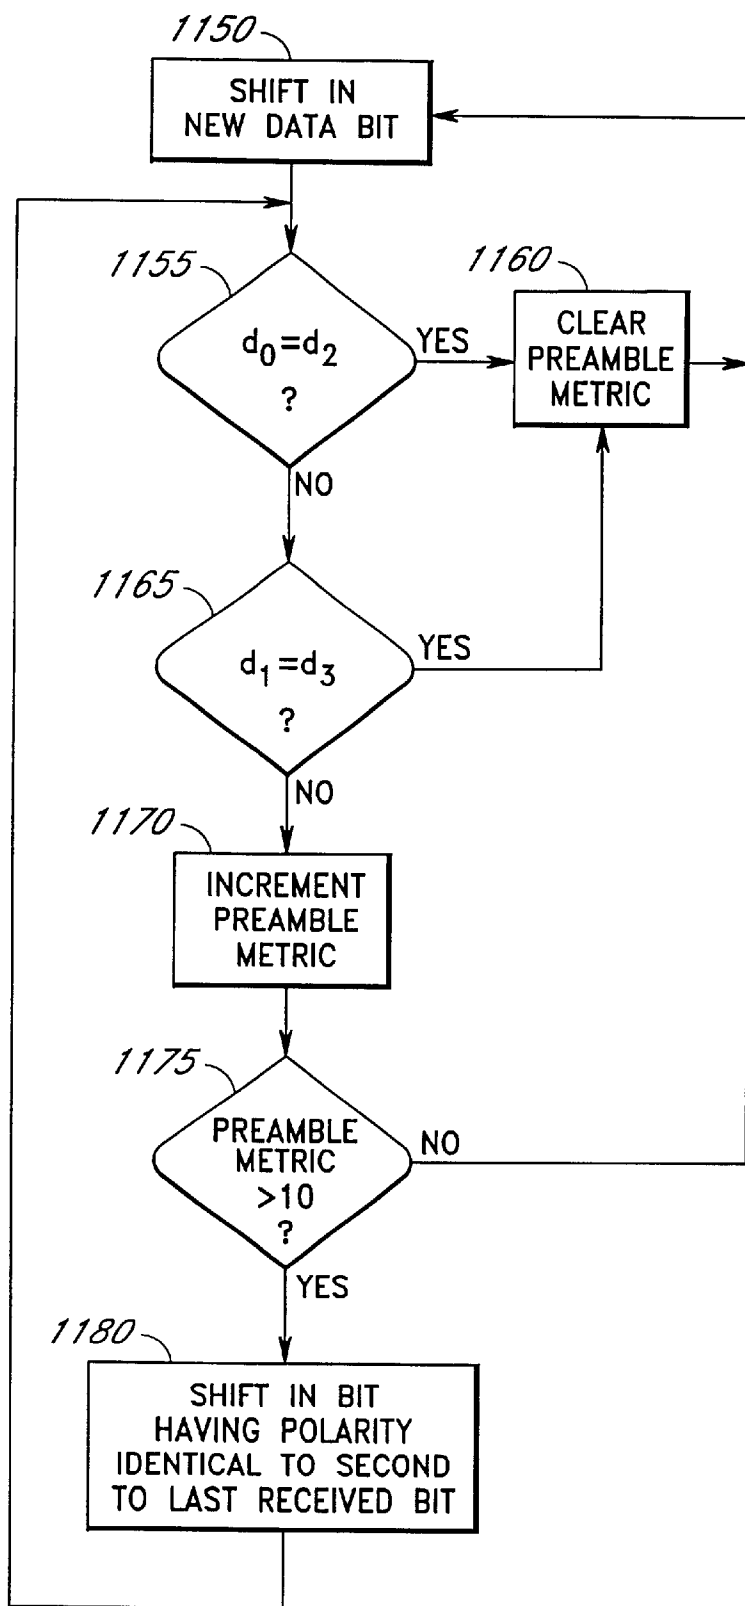 1150
SHIFT IN
NEW DATA BIT
1155
d₀=d₂
?
YES
NO
1160
CLEAR
PREAMBLE
METRIC
1165
d₁=d₃
?
YES
NO
1170
INCREMENT
PREAMBLE
METRIC
1175
PREAMBLE
METRIC
>10
?
NO
YES
1180
SHIFT IN BIT
HAVING POLARITY
IDENTICAL TO SECOND
TO LAST RECEIVED BIT